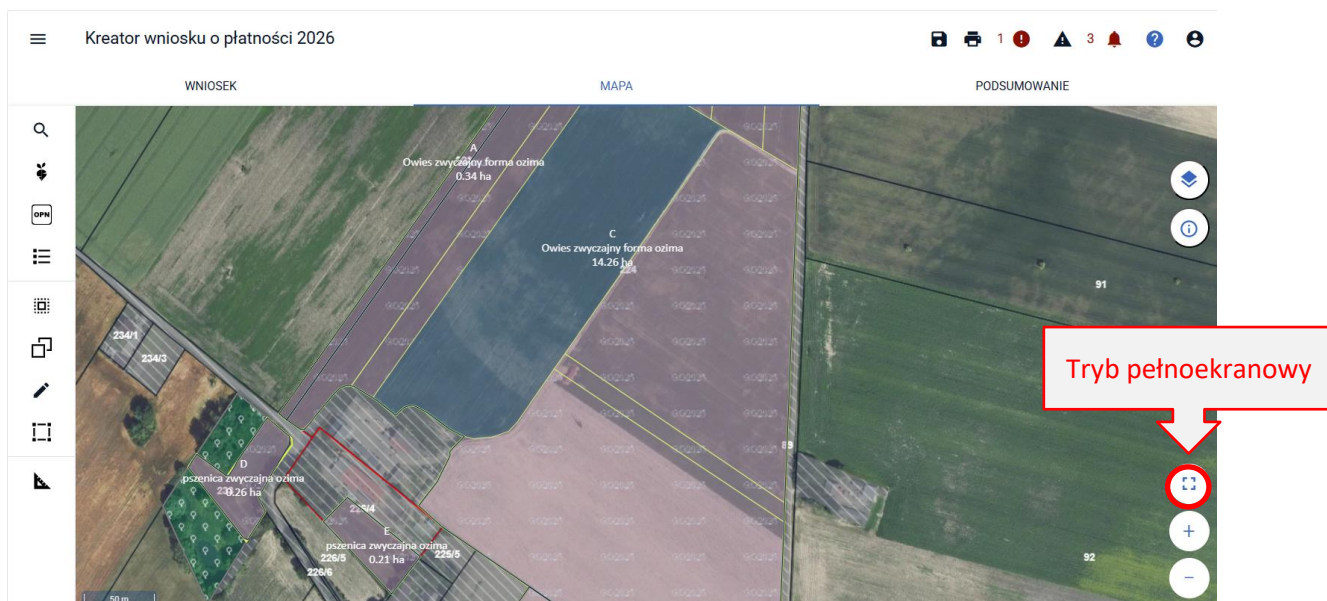 Kreator wniosku o płatności 2026
1
3
WNIOSEK
MAPA
PODSUMOWANIE
OPN
A
Owies zwyczajny forma ozima
0.34 ha
C
Owies zwyczajny forma ozima
14.26 ha
224
91
234/1
234/3
Tryb pełnoekranowy
89
D
pszenica zwyczajna ozima
0.26 ha
226/4
E
pszenica zwyczajna ozima
226/5
0.21 ha
225/5
226/6
92
50 m